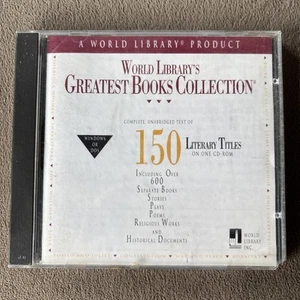 A WORLD LIBRARY® PRODUCT
WORLD LIBRARY'S
GREATEST BOOKS COLLECTION®
COMPLETE UNABRIDGED TEXT OF
WINDOWS OR
DOS
150 LITERARY TITLES
ON ONE CD-ROM
INCLUDING OVER
600
SEPARATE BOOKS
STORIES
PLAYS
POEMS
RELIGIOUS WORKS
AND
HISTORICAL DOCUMENTS
WORLD
LIBRARY
INC.